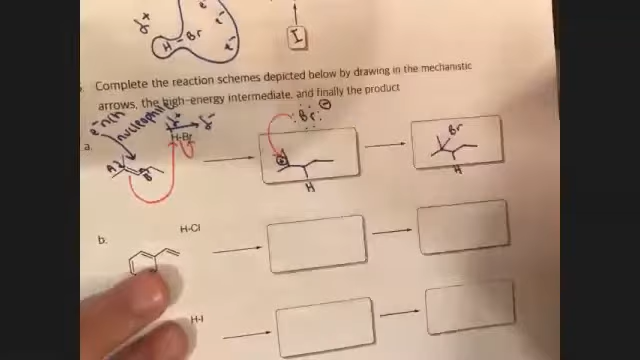 δ+
e⁻
e⁻
H-Br
e⁻
I
Complete the reaction schemes depicted below by drawing in the mechanistic
arrows, the high-energy intermediate, and finally the product
e⁻ rich
nucleophile
δ+ δ-
H-Br
Br
a.
A
B
H
Br
H
b.
H-Cl
H-I